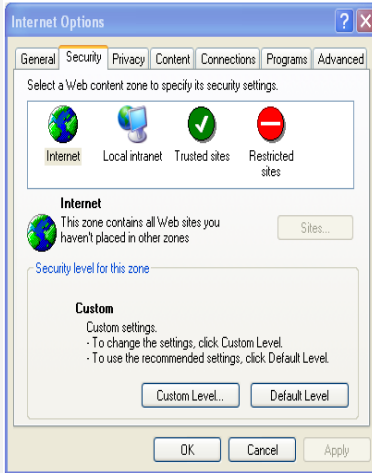 Internet Options
General Security Privacy Content Connections Programs Advanced
Select a Web content zone to specify its security settings.
Internet Local intranet Trusted sites Restricted sites
Internet
This zone contains all Web sites you
haven't placed in other zones
Sites...
Security level for this zone
Custom
Custom settings.
- To change the settings, click Custom Level.
- To use the recommended settings, click Default Level.
Custom Level... Default Level
OK Cancel Apply